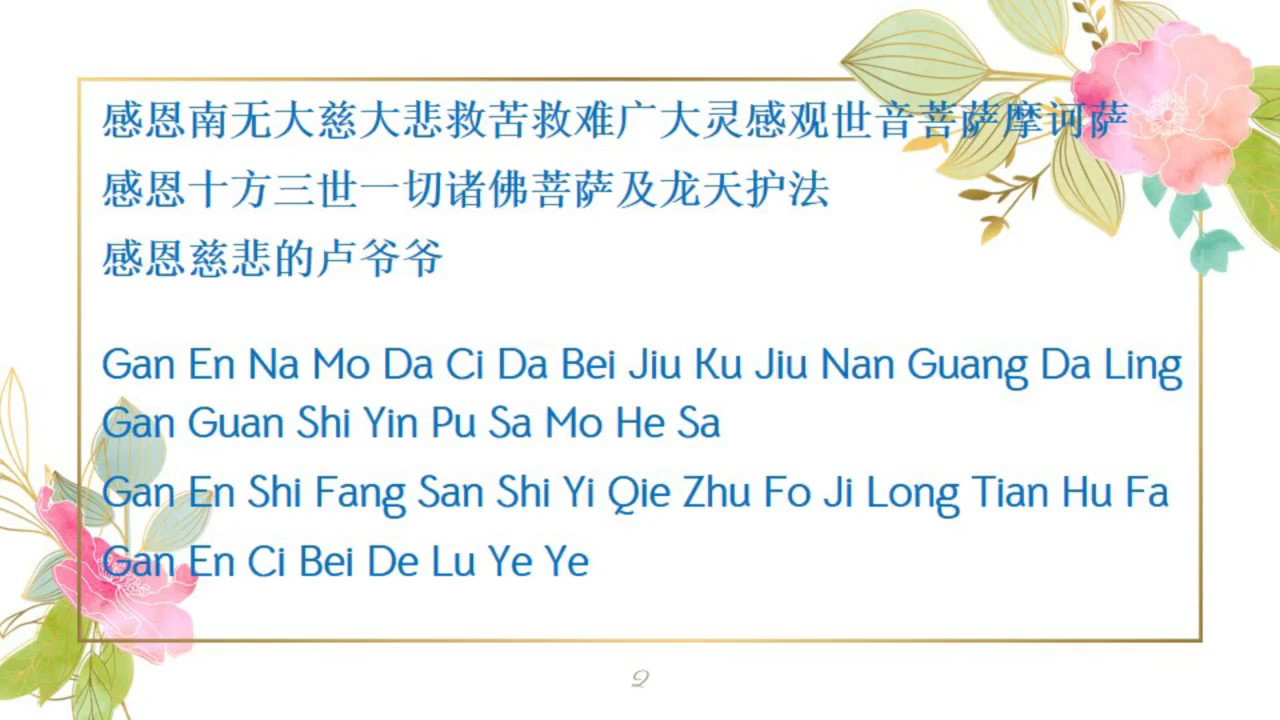 感恩南无大慈大悲救苦救难广大灵感观世音菩萨摩诃萨
感恩十方三世一切诸佛菩萨及龙天护法
感恩慈悲的卢爷爷
Gan En Na Mo Da Ci Da Bei Jiu Ku Jiu Nan Guang Da Ling
Gan Guan Shi Yin Pu Sa Mo He Sa
Gan En Shi Fang San Shi Yi Qie Zhu Fo Ji Long Tian Hu Fa
Gan En Ci Bei De Lu Ye Ye
2